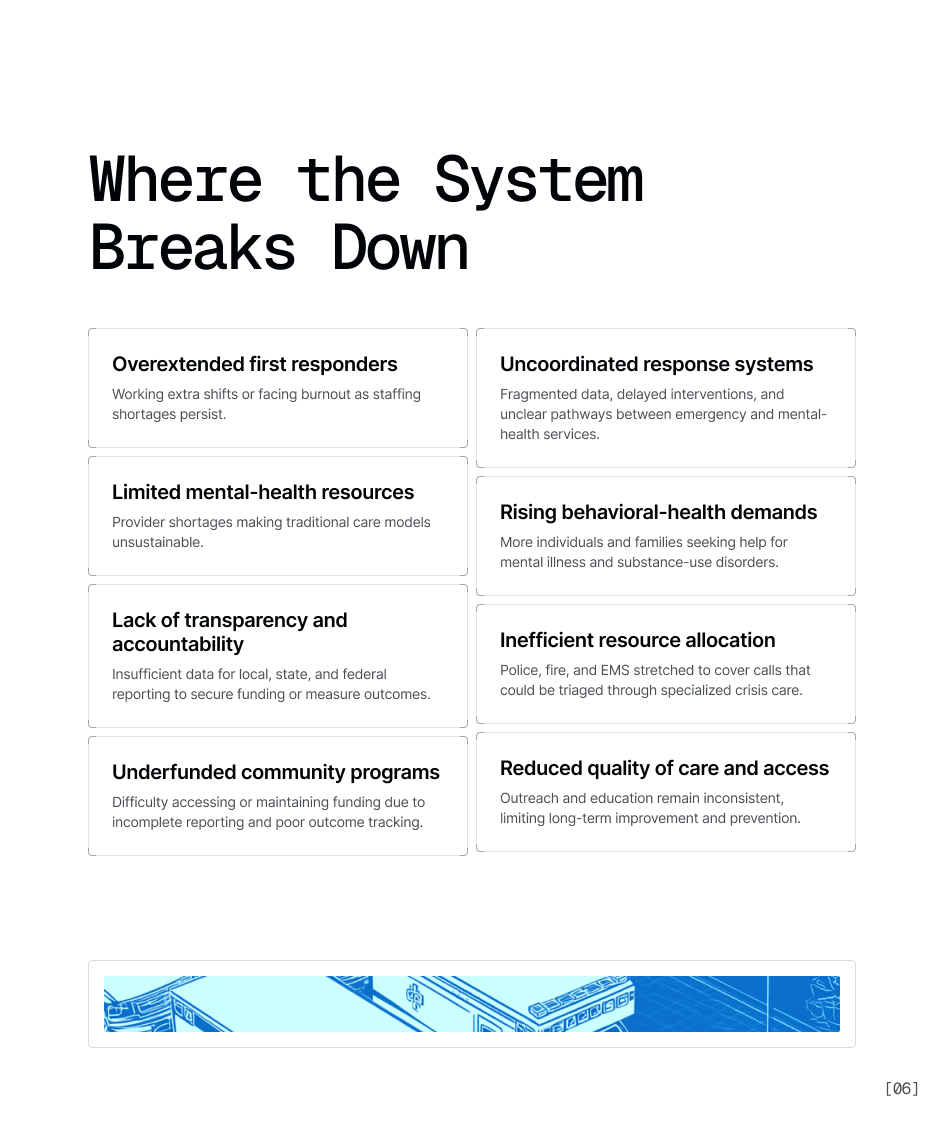 Where the System
Breaks Down
Overextended first responders
Working extra shifts or facing burnout as staffing
shortages persist.
Limited mental-health resources
Provider shortages making traditional care models
unsustainable.
Lack of transparency and
accountability
Insufficient data for local, state, and federal
reporting to secure funding or measure outcomes.
Underfunded community programs
Difficulty accessing or maintaining funding due to
incomplete reporting and poor outcome tracking.
Uncoordinated response systems
Fragmented data, delayed interventions, and
unclear pathways between emergency and mental-
health services.
Rising behavioral-health demands
More individuals and families seeking help for
mental illness and substance-use disorders.
Inefficient resource allocation
Police, fire, and EMS stretched to cover calls that
could be triaged through specialized crisis care.
Reduced quality of care and access
Outreach and education remain inconsistent,
limiting long-term improvement and prevention.
[06]